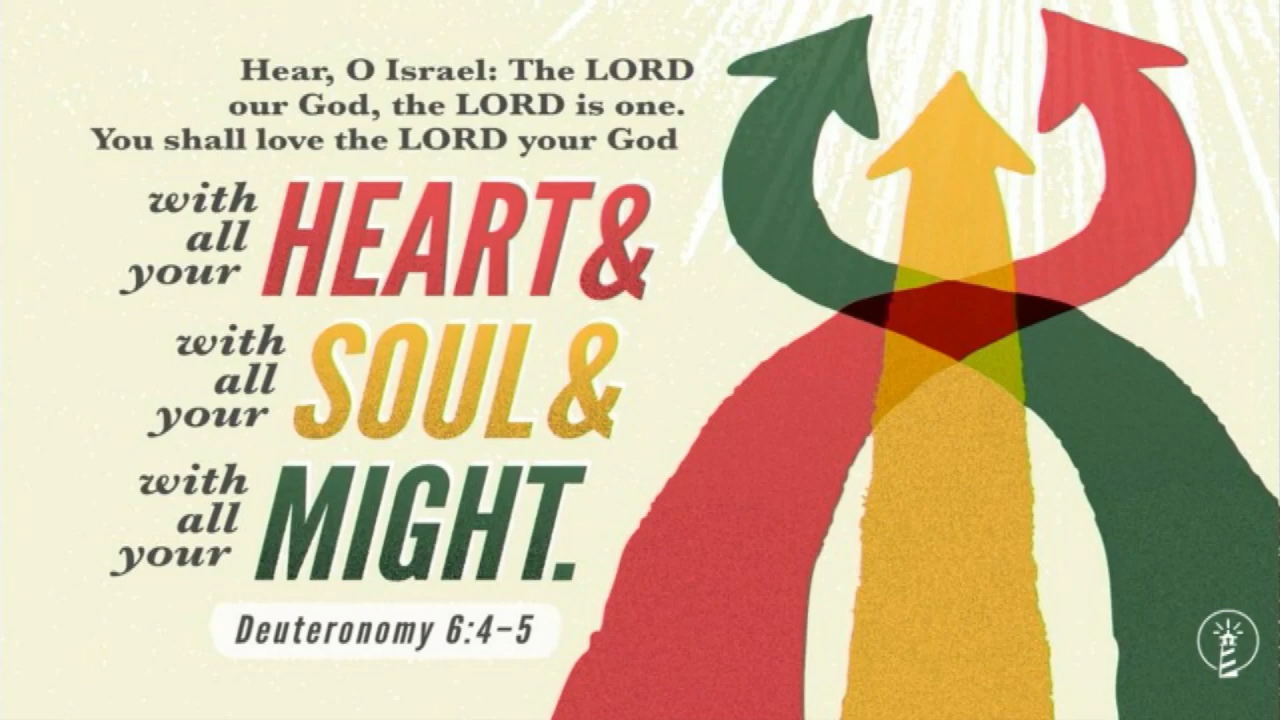 Hear, O Israel: The LORD
our God, the LORD is one.
You shall love the LORD your God
with all your HEART &
with all your SOUL &
with all your MIGHT.
Deuteronomy 6:4–5